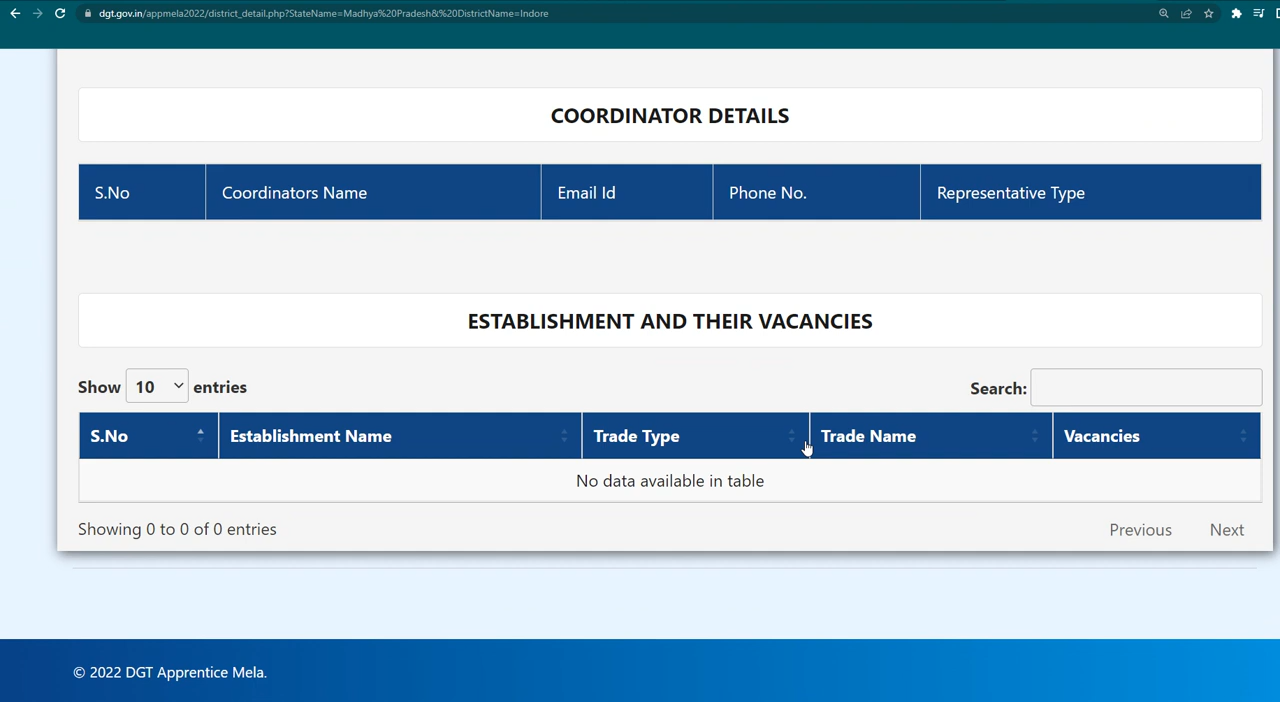 dgt.gov.in/appmela2022/district_detail.php?StateName=Madhya%20Pradesh&%20DistrictName=Indore
COORDINATOR DETAILS
S.No Coordinators Name Email Id Phone No. Representative Type
ESTABLISHMENT AND THEIR VACANCIES
Show 10 entries Search:
S.No Establishment Name Trade Type Trade Name Vacancies
No data available in table
Showing 0 to 0 of 0 entries Previous Next
© 2022 DGT Apprentice Mela.